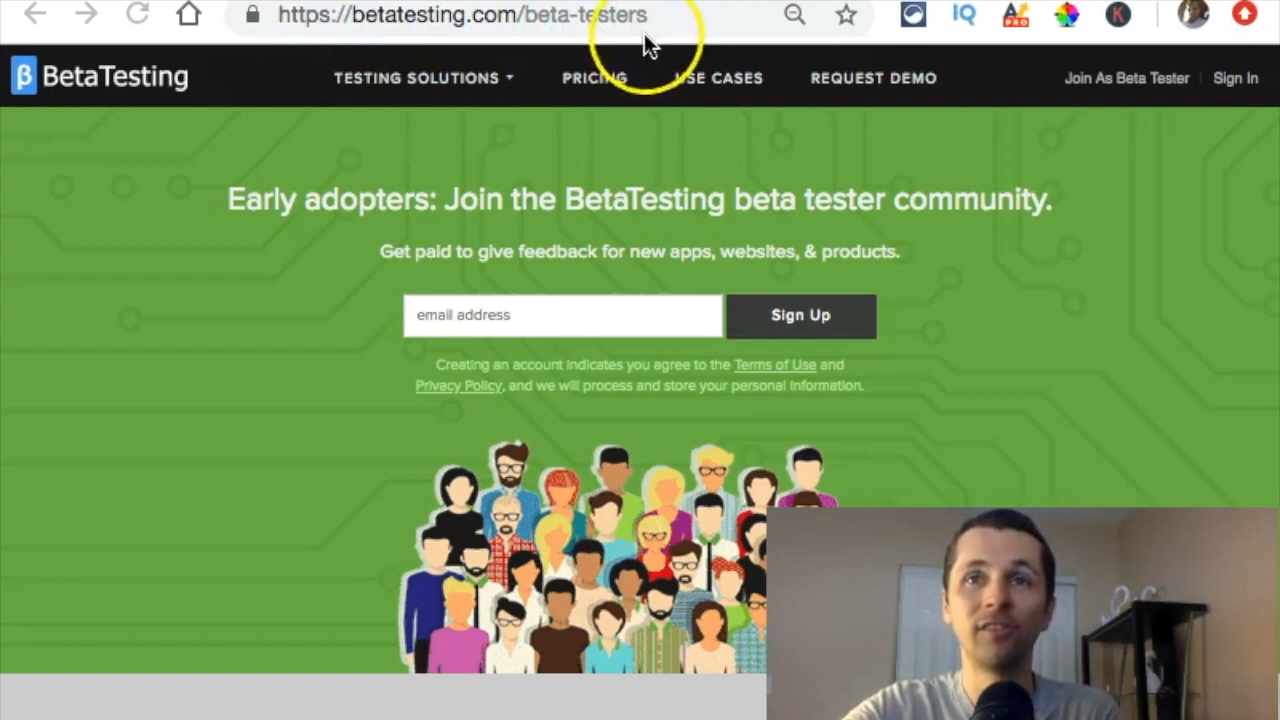 https://betatesting.com/beta-testers
IQ
A
PRO
K
β BetaTesting
TESTING SOLUTIONS
PRICING
USE CASES
REQUEST DEMO
Join As Beta Tester
Sign In
Early adopters: Join the BetaTesting beta tester community.
Get paid to give feedback for new apps, websites, & products.
email address
Sign Up
Creating an account indicates you agree to the Terms of Use and
Privacy Policy, and we will process and store your personal information.